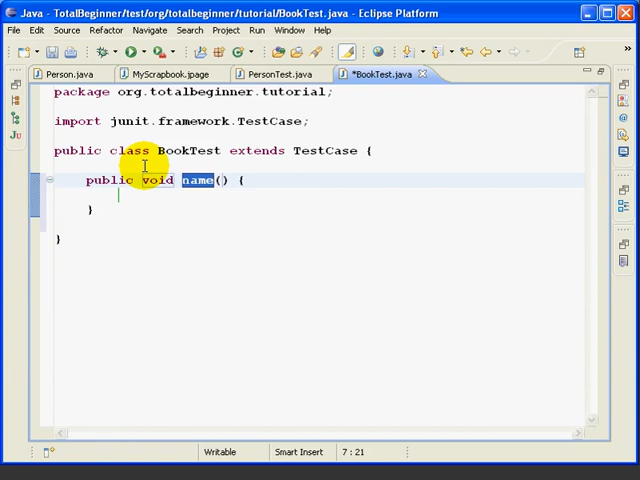 Java - TotalBeginner/test/org/totalbeginner/tutorial/BookTest.java - Eclipse Platform
File Edit Source Refactor Navigate Search Project Run Window Help
Person.java MyScrapbook.jpage PersonTest.java *BookTest.java
package org.totalbeginner.tutorial;
import junit.framework.TestCase;
public class BookTest extends TestCase {
public void name() {
}
}
Writable Smart Insert 7 : 21